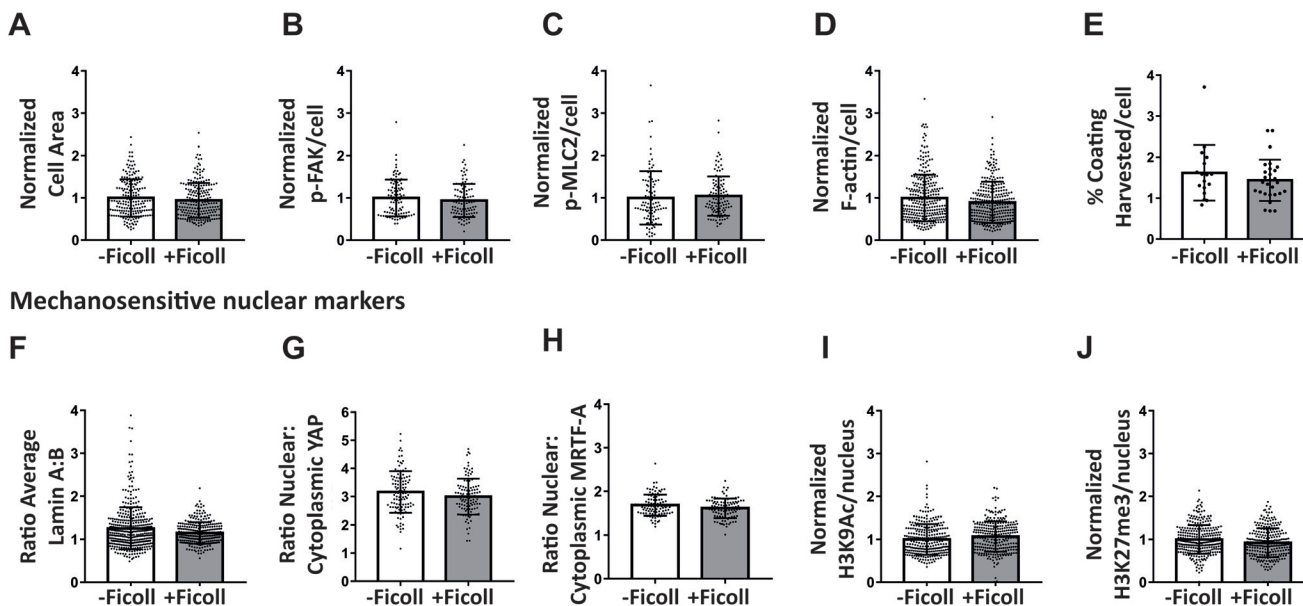 A
B
C
D
E
Normalized
Cell Area
4
3
2
1
0
-Ficoll +Ficoll
Normalized
p-FAK/cell
4
3
2
1
0
-Ficoll +Ficoll
Normalized
p-MLC2/cell
4
3
2
1
0
-Ficoll +Ficoll
Normalized
F-actin/cell
4
3
2
1
0
-Ficoll +Ficoll
% Coating
Harvested/cell
4
3
2
1
0
-Ficoll +Ficoll
Mechanosensitive nuclear markers
F
G
H
I
J
Ratio Average
Lamin A:B
4
3
2
1
0
-Ficoll +Ficoll
Ratio Nuclear:
Cytoplasmic YAP
6
5
4
3
2
1
0
-Ficoll +Ficoll
Ratio Nuclear:
Cytoplasmic MRTF-A
4
3
2
1
0
-Ficoll +Ficoll
Normalized
H3K9Ac/nucleus
4
3
2
1
0
-Ficoll +Ficoll
Normalized
H3K27me3/nucleus
4
3
2
1
0
-Ficoll +Ficoll